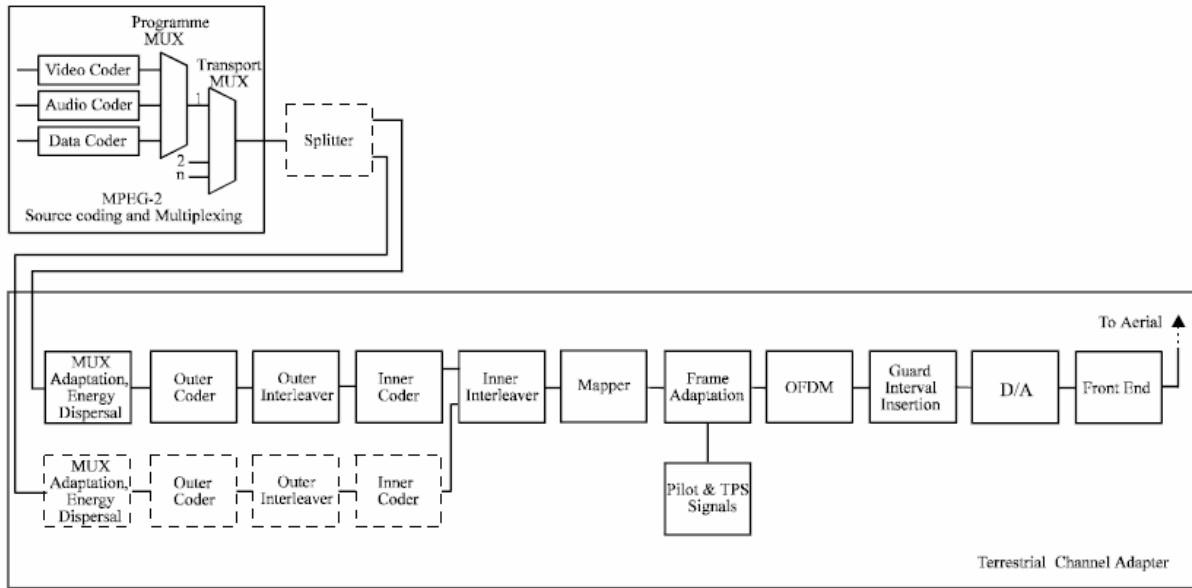 Programme
MUX
Video Coder
Audio Coder
Data Coder
1
Transport
MUX
2
n
MPEG-2
Source coding and Multiplexing
Splitter
To Aerial
MUX
Adaptation,
Energy
Dispersal
Outer
Coder
Outer
Interleaver
Inner
Coder
Inner
Interleaver
Mapper
Frame
Adaptation
OFDM
Guard
Interval
Insertion
D/A
Front End
MUX
Adaptation,
Energy
Dispersal
Outer
Coder
Outer
Interleaver
Inner
Coder
Pilot & TPS
Signals
Terrestrial Channel Adapter